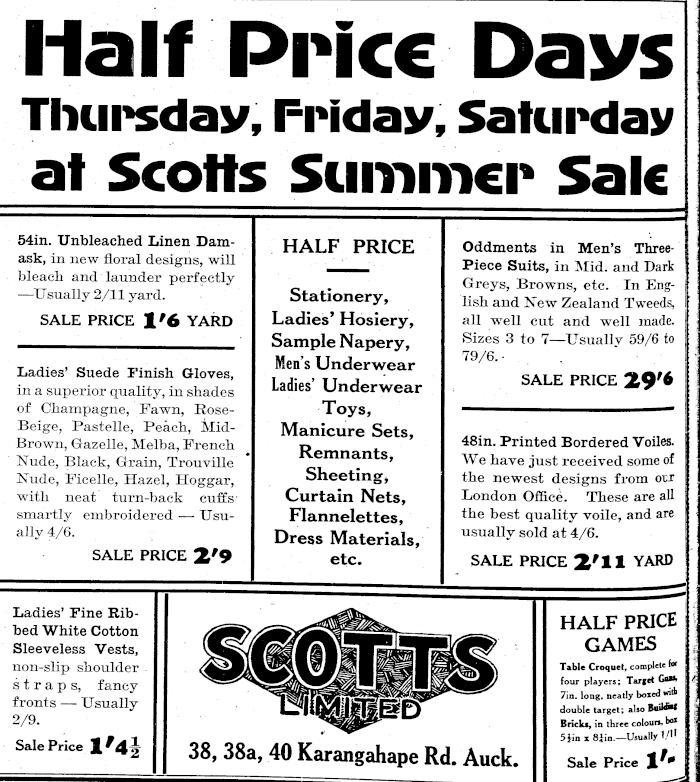 Half Price Days
Thursday, Friday, Saturday
at Scotts Summer Sale
54in. Unbleached Linen Dam-
ask, in new floral designs, will
bleach and launder perfectly
—Usually 2/11 yard.
SALE PRICE 1'6 YARD
Ladies' Suede Finish Gloves,
in a superior quality, in shades
of Champagne, Fawn, Rose-
Beige, Pastelle, Peach, Mid-
Brown, Gazelle, Melba, French
Nude, Black, Grain, Trouville
Nude, Ficelle, Hazel, Hoggar,
with neat turn-back cuffs
smartly embroidered — Usu-
ally 4/6.
SALE PRICE 2'9
HALF PRICE
Stationery,
Ladies' Hosiery,
Sample Napery,
Men's Underwear
Ladies' Underwear
Toys,
Manicure Sets,
Remnants,
Sheeting,
Curtain Nets,
Flannelettes,
Dress Materials,
etc.
Oddments in Men's Three-
Piece Suits, in Mid. and Dark
Greys, Browns, etc. In Eng-
lish and New Zealand Tweeds,
all well cut and well made.
Sizes 3 to 7—Usually 59/6 to
79/6.
SALE PRICE 29'6
48in. Printed Bordered Voiles.
We have just received some of
the newest designs from our
London Office. These are all
the best quality voile, and are
usually sold at 4/6.
SALE PRICE 2'11 YARD
Ladies' Fine Rib-
bed White Cotton
Sleeveless Vests,
non-slip shoulder
straps, fancy
fronts — Usually
2/9.
Sale Price 1'4½
SCOTTS
LIMITED
38, 38a, 40 Karangahape Rd. Auck.
HALF PRICE
GAMES
Table Croquet, complete for
four players; Target Guns,
7in. long, neatly boxed with
double target; also Building
Bricks, in three colours, box
5½in x 8¼in.—Usually 1/11
Sale Price 1'-